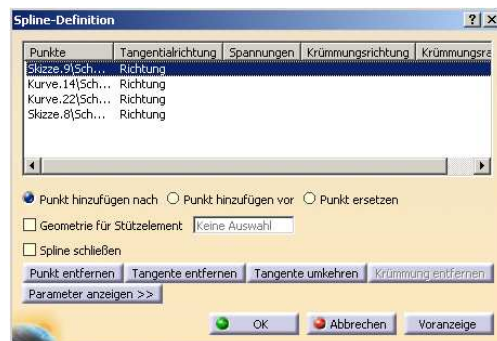 Spline-Definition
Punkte Tangentialrichtung Spannungen Krümmungsrichtung Krümmungsra
Skizze.9\Sch... Richtung
Kurve.14\Sch... Richtung
Kurve.22\Sch... Richtung
Skizze.8\Sch... Richtung
Punkt hinzufügen nach Punkt hinzufügen vor Punkt ersetzen
Geometrie für Stützelement Keine Auswahl
Spline schließen
Punkt entfernen Tangente entfernen Tangente umkehren Krümmung entfernen
Parameter anzeigen >>
OK Abbrechen Voranzeige